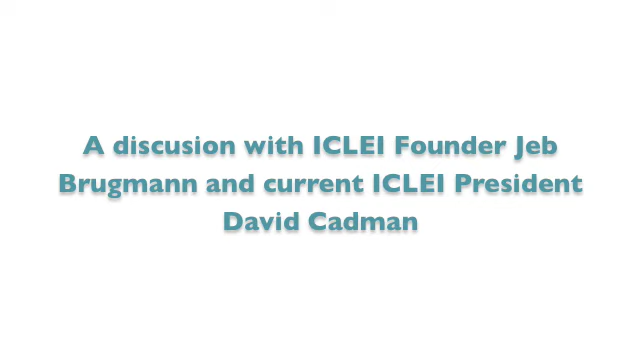 A discusion with ICLEI Founder Jeb
Brugmann and current ICLEI President
David Cadman